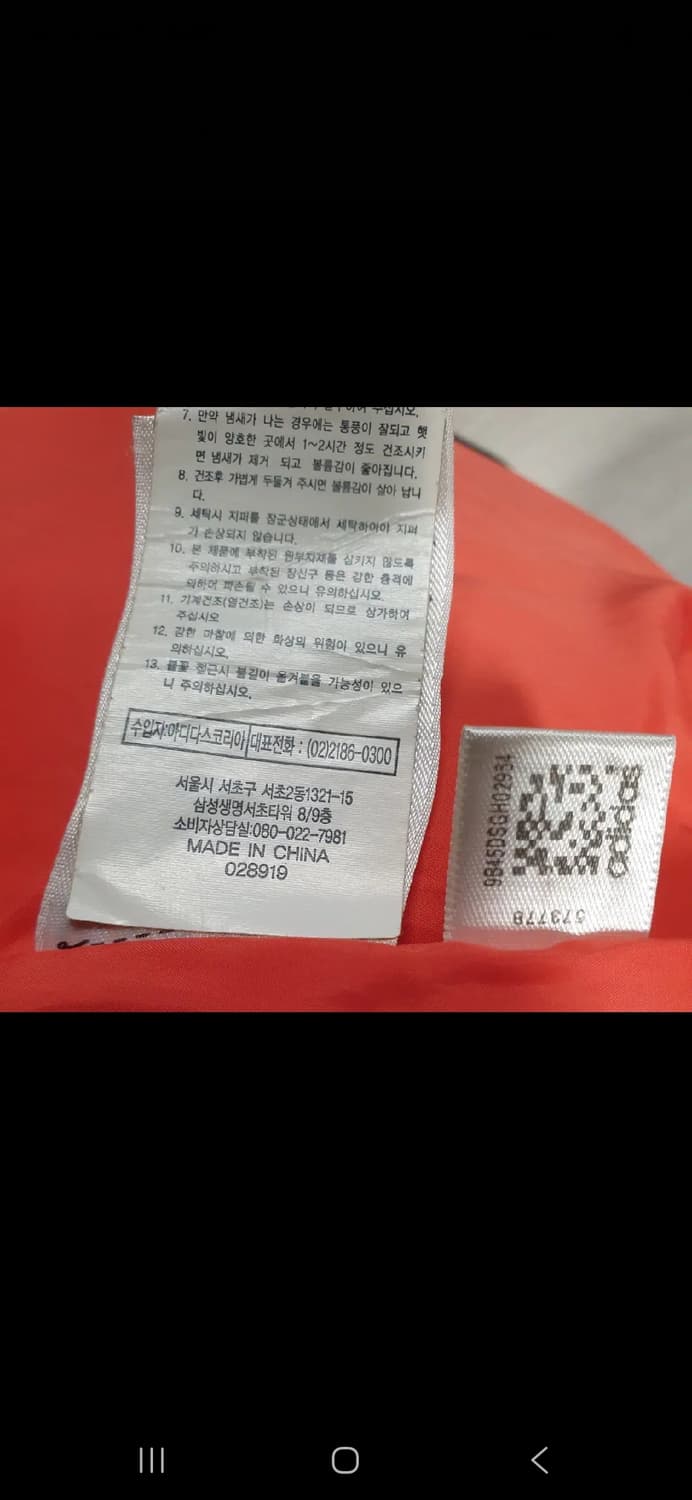 7. 만약 냄새가 나는 경우에는 통풍이 잘되고 햇
빛이 양호한 곳에서 1~2시간 정도 건조시키
면 냄새가 제거 되고 볼륨감이 좋아집니다.
8. 건조후 가볍게 두들겨 주시면 볼륨감이 살아 납니
다.
9. 세탁시 지퍼를 잠군상태에서 세탁하여야 지퍼
가 손상되지 않습니다.
10. 본 제품에 부착된 원부자재를 삼키지 않도록
주의하시고 부착된 장신구 등은 강한 충격에
의하여 파손될 수 있으니 유의하십시오.
11. 기계건조(열건조)는 손상이 되므로 삼가하여
주십시오
12. 강한 마찰에 의한 화상의 위험이 있으니 유
의하십시오.
13. 불꽃 접근시 불길이 옮겨붙을 가능성이 있으
니 주의하십시오.
수입자:아디다스코리아 대표전화 : (02)2186-0300
서울시 서초구 서초2동1321-15
삼성생명서초타워 8/9층
소비자상담실:080-022-7981
MADE IN CHINA
028919
9B45DSGH02934
adidas
573778